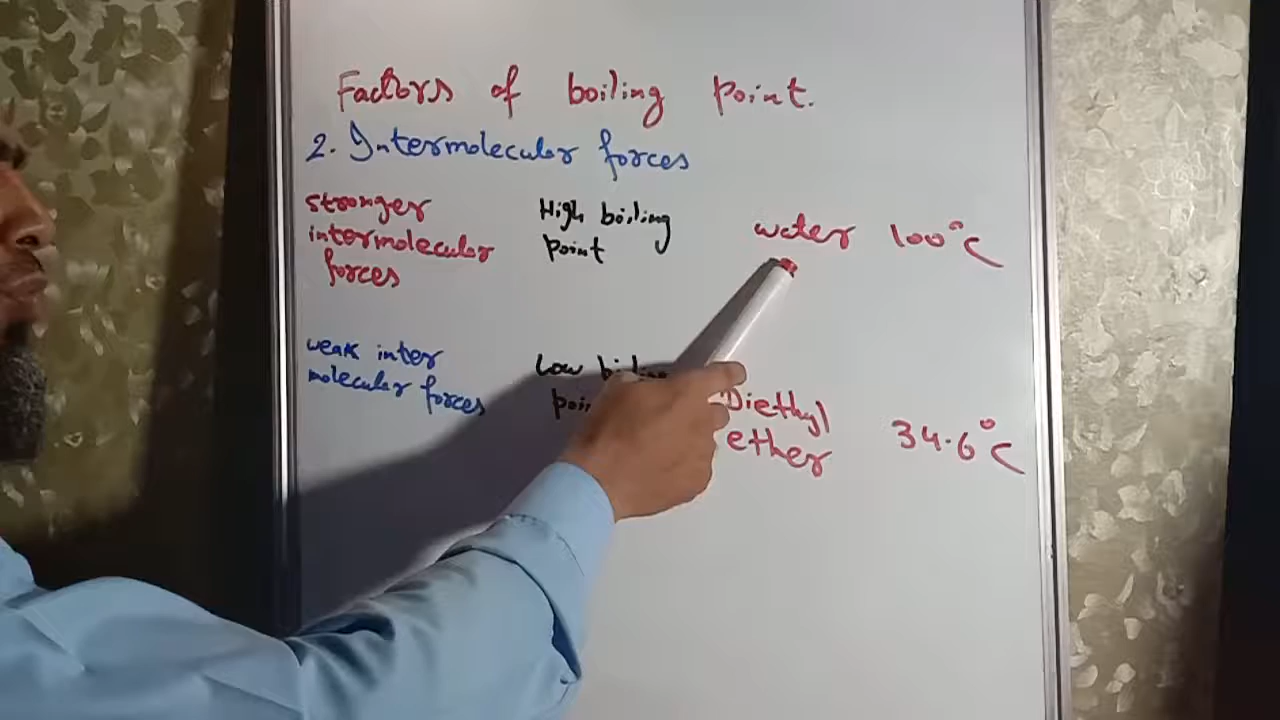 Factors of boiling point.
2. Intermolecular forces
stronger
intermolecular
forces
High boiling
point
water 100°C
weak inter
molecular forces
Low
Diethyl
ether
34.6°C